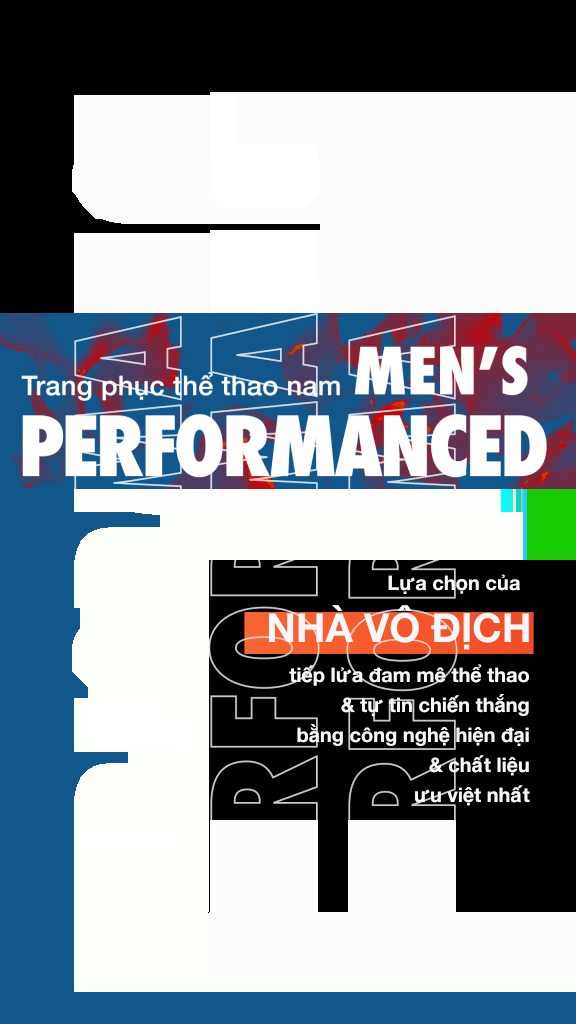 Trang phục thể thao nam MEN'S
PERFORMANCED
Lựa chọn của
NHÀ VÔ ĐỊCH
tiếp lửa đam mê thể thao
& tự tin chiến thắng
bằng công nghệ hiện đại
& chất liệu
ưu việt nhất